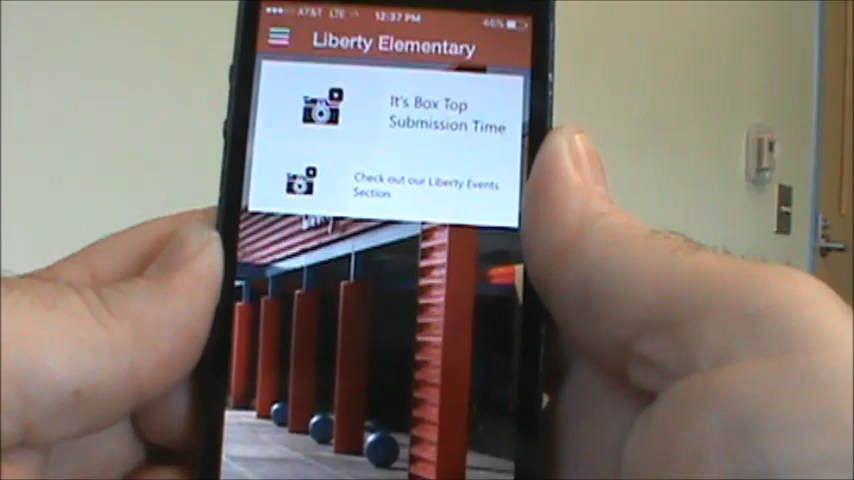 AT&T LTE 12:37 PM 46%
Liberty Elementary
It's Box Top
Submission Time
Check out our Liberty Events
Section